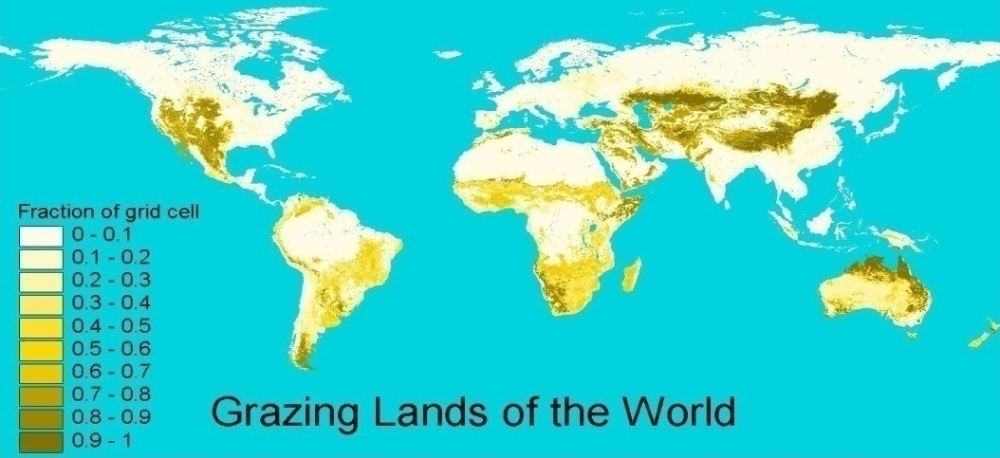 Fraction of grid cell
0 - 0.1
0.1 - 0.2
0.2 - 0.3
0.3 - 0.4
0.4 - 0.5
0.5 - 0.6
0.6 - 0.7
0.7 - 0.8
0.8 - 0.9
0.9 - 1
Grazing Lands of the World